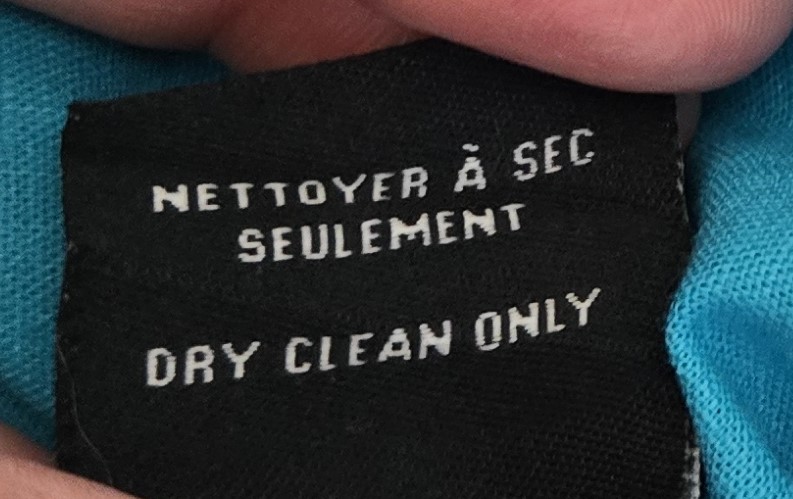 NETTOYER À SEC
SEULEMENT
DRY CLEAN ONLY